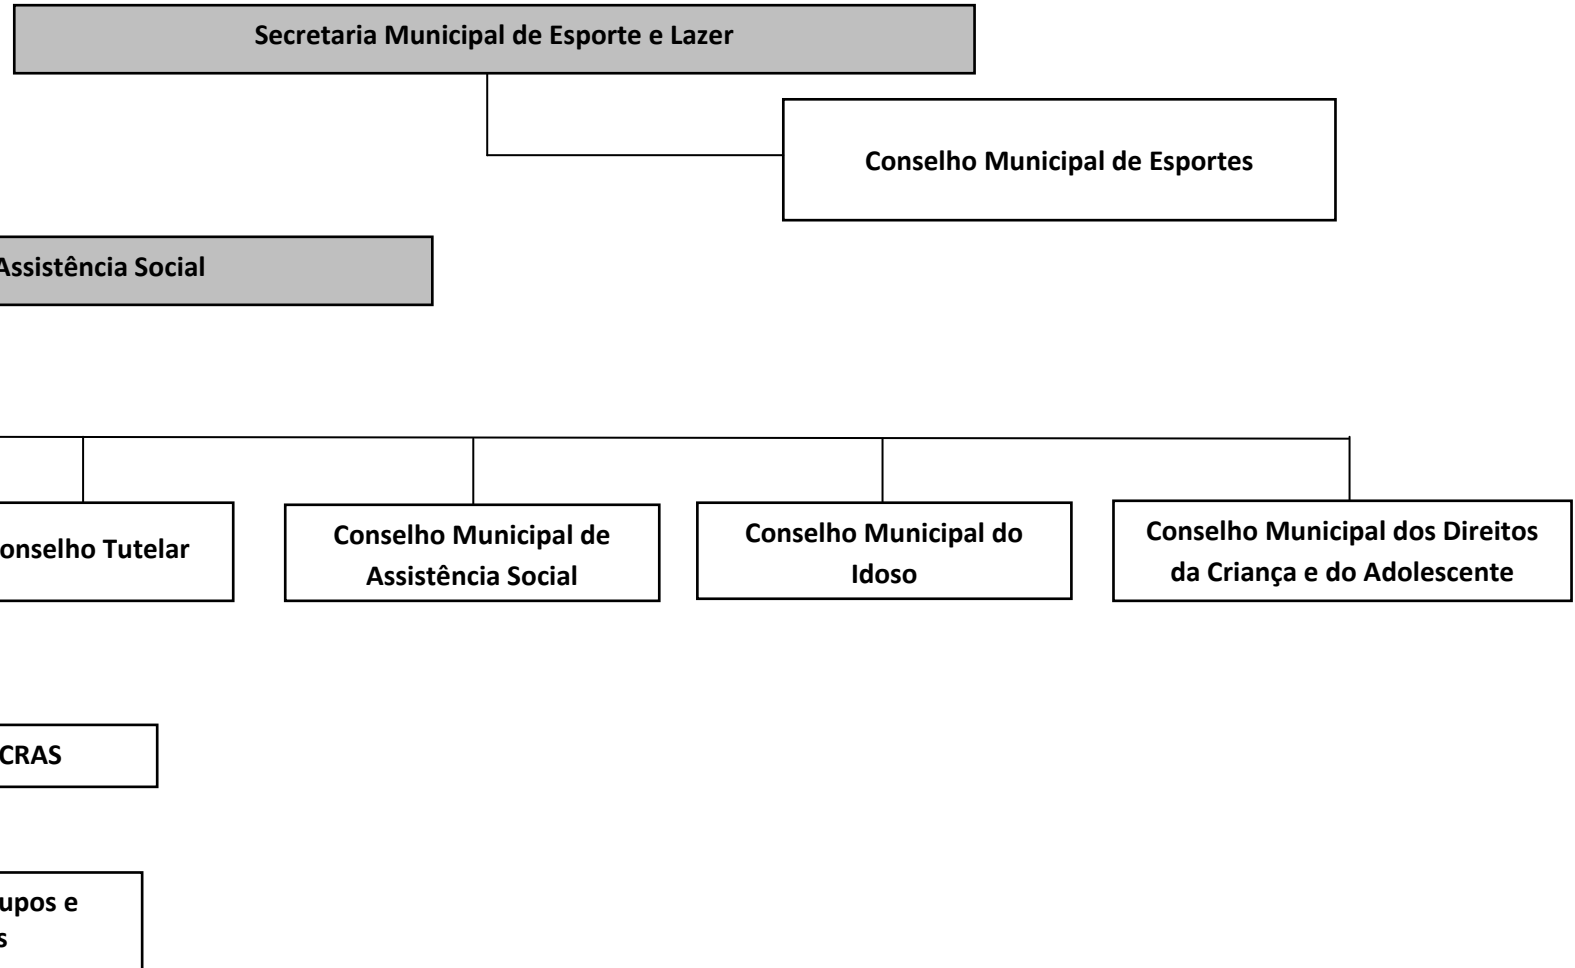 Secretaria Municipal de Esporte e Lazer
Conselho Municipal de Esportes
Assistência Social
onselho Tutelar
Conselho Municipal de
Assistência Social
Conselho Municipal do
Idoso
Conselho Municipal dos Direitos
da Criança e do Adolescente
CRAS
upos e
s